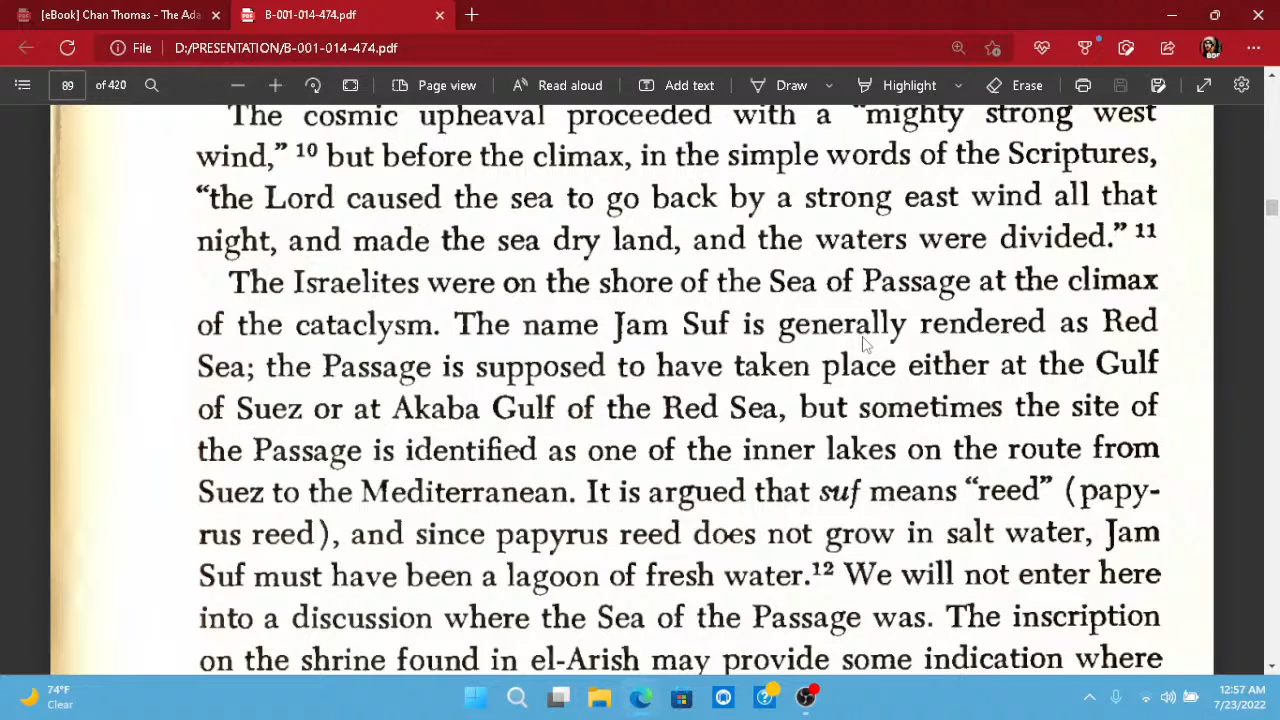 [eBook] Chan Thomas - The Ada
B-001-014-474.pdf
File
D:/PRESENTATION/B-001-014-474.pdf
89 of 420
Page view
Read aloud
Add text
Draw
Highlight
Erase
The cosmic upheaval proceeded with a “mighty strong west
wind,” 10 but before the climax, in the simple words of the Scriptures,
“the Lord caused the sea to go back by a strong east wind all that
night, and made the sea dry land, and the waters were divided.” 11
The Israelites were on the shore of the Sea of Passage at the climax
of the cataclysm. The name Jam Suf is generally rendered as Red
Sea; the Passage is supposed to have taken place either at the Gulf
of Suez or at Akaba Gulf of the Red Sea, but sometimes the site of
the Passage is identified as one of the inner lakes on the route from
Suez to the Mediterranean. It is argued that suf means “reed” (papy-
rus reed), and since papyrus reed does not grow in salt water, Jam
Suf must have been a lagoon of fresh water.12 We will not enter here
into a discussion where the Sea of the Passage was. The inscription
on the shrine found in el-Arish may provide some indication where
74°F
Clear
12:57 AM
7/23/2022